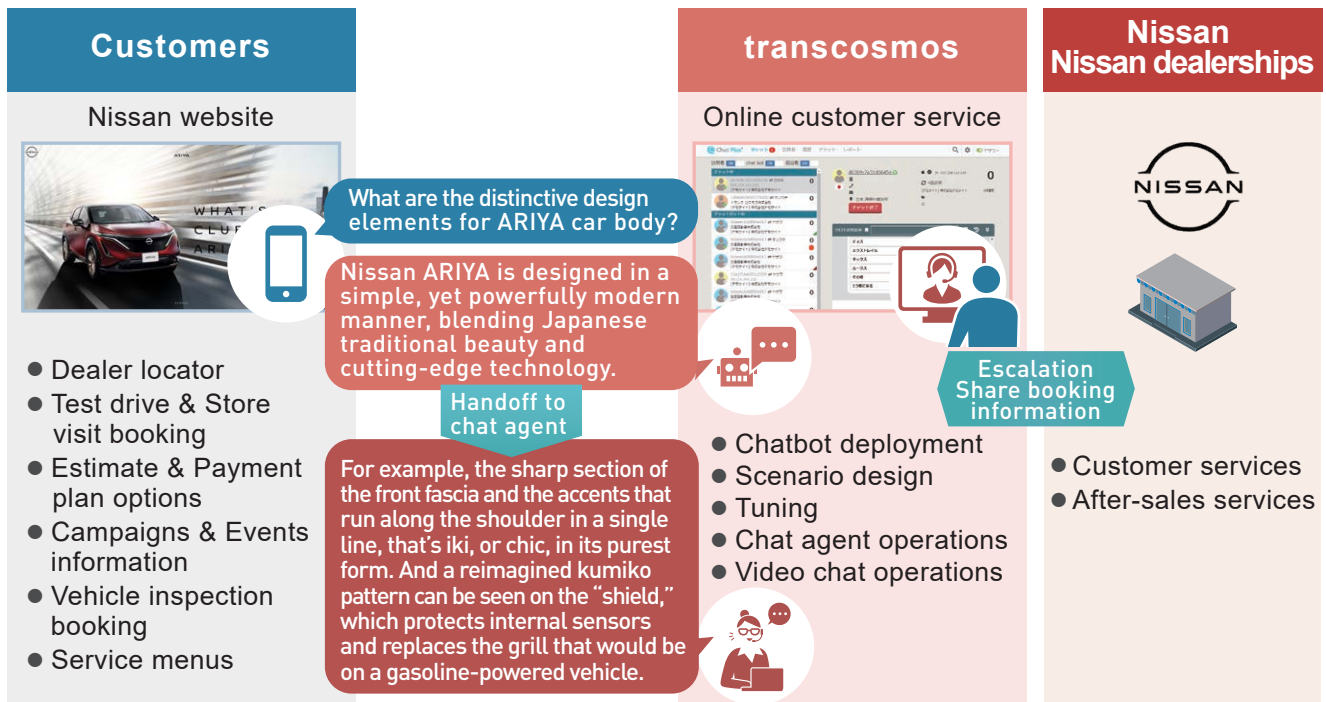 Customers
Nissan website
ARIYA
WHAT'S
What are the distinctive design
elements for ARIYA car body?
Nissan ARIYA is designed in a
simple, yet powerfully modern
manner, blending Japanese
traditional beauty and
cutting-edge technology.
Handoff to
chat agent
For example, the sharp section of
the front fascia and the accents that
run along the shoulder in a single
line, that's iki, or chic, in its purest
form. And a reimagined kumiko
pattern can be seen on the “shield,”
which protects internal sensors
and replaces the grill that would be
on a gasoline-powered vehicle.
● Dealer locator
● Test drive & Store
visit booking
● Estimate & Payment
plan options
● Campaigns & Events
information
● Vehicle inspection
booking
● Service menus
transcosmos
Online customer service
Chat Plus
チャット終了
● Chatbot deployment
● Scenario design
● Tuning
● Chat agent operations
● Video chat operations
Escalation
Share booking
information
Nissan
Nissan dealerships
NISSAN
● Customer services
● After-sales services